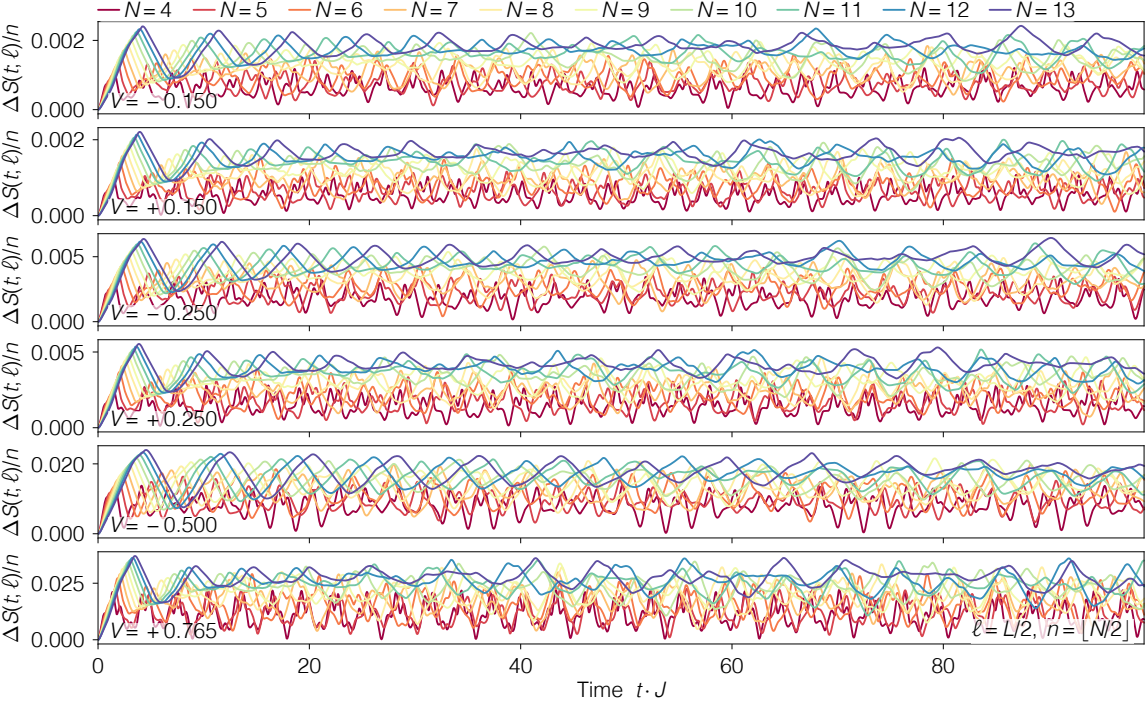 N = 4 N = 5 N = 6 N = 7 N = 8 N = 9 N = 10 N = 11 N = 12 N = 13
ΔS(t, ℓ)/n
0.002
0.000
V = −0.150
ΔS(t, ℓ)/n
0.002
0.000
V = +0.150
ΔS(t, ℓ)/n
0.005
0.000
V = −0.250
ΔS(t, ℓ)/n
0.005
0.000
V = +0.250
ΔS(t, ℓ)/n
0.020
0.000
V = −0.500
ΔS(t, ℓ)/n
0.025
0.000
V = +0.765
ℓ = L/2, n = ⌊N/2⌋
0 20 40 60 80
Time t · J